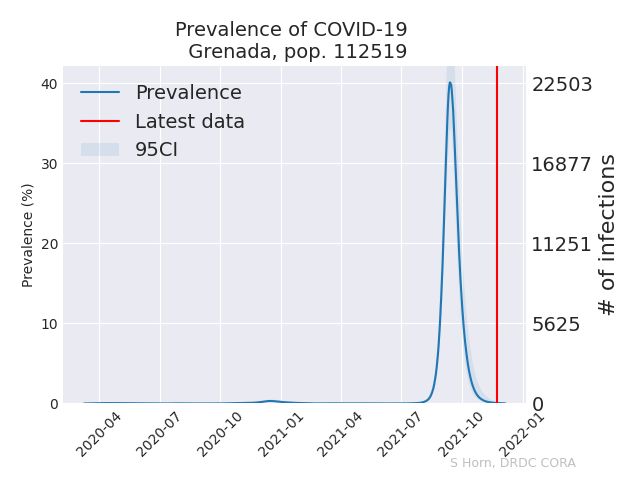 Prevalence of COVID-19
Grenada, pop. 112519
Prevalence
Latest data
95CI
Prevalence (%)
40
30
20
10
0
22503
16877
11251
5625
0
# of infections
2020-04
2020-07
2020-10
2021-01
2021-04
2021-07
2021-10
2022-01
S Horn, DRDC CORA